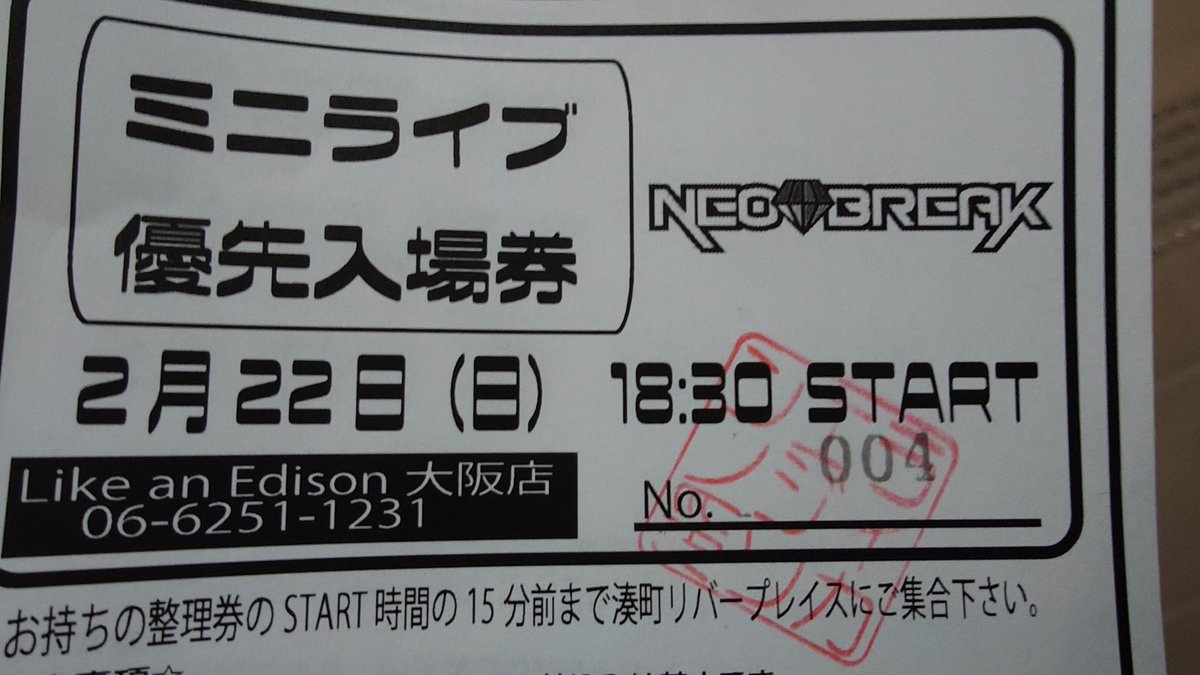 ミニライブ
優先入場券
NEO BREAK
2月22日(日) 18:30 START
Like an Edison 大阪店
06-6251-1231
No. 004
お持ちの整理券のSTART時間の15分前まで湊町リバープレイスにご集合下さい。